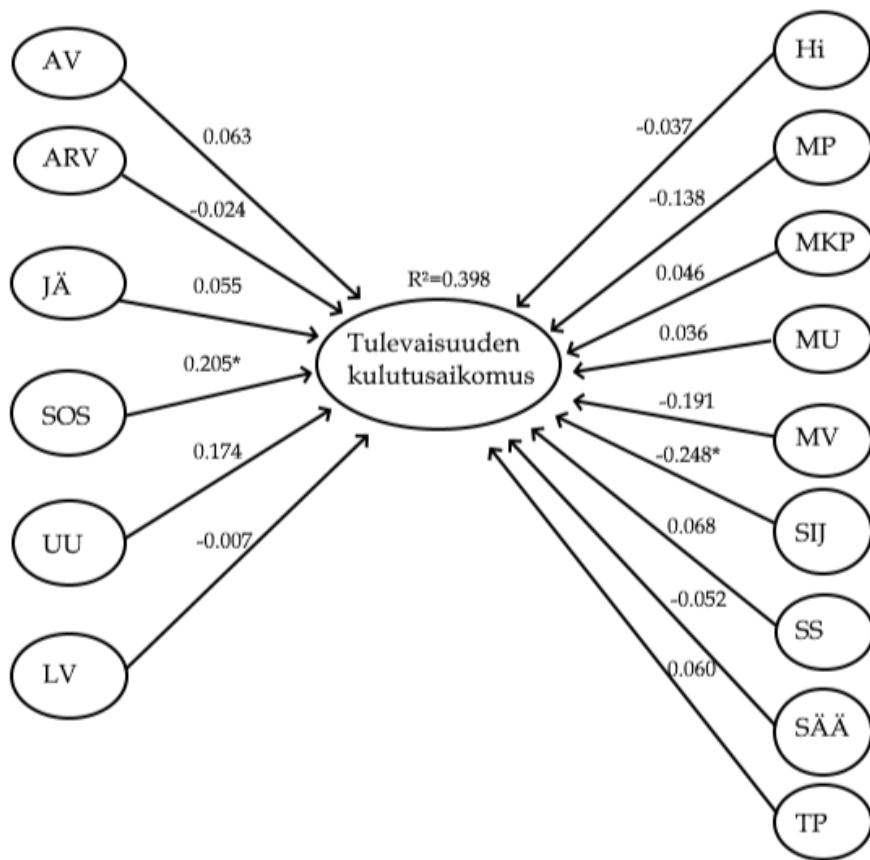 AV
0.063
ARV
-0.024
JÄ
0.055
SOS
0.205*
UU
0.174
LV
-0.007
R²=0.398
Tulevaisuuden
kulutusaikomus
Hi
-0.037
MP
-0.138
MKP
0.046
MU
0.036
MV
-0.191
SIJ
-0.248*
SS
0.068
SÄÄ
-0.052
TP
0.060